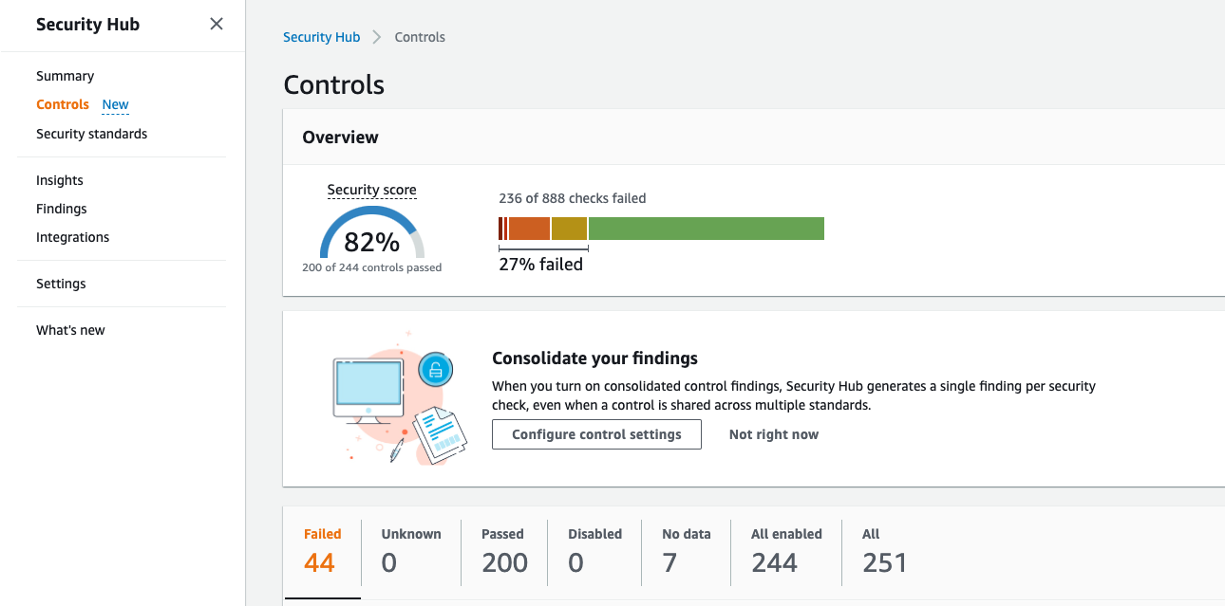 Security Hub
Summary
Controls New
Security standards
Insights
Findings
Integrations
Settings
What's new
Security Hub Controls
Controls
Overview
Security score
82%
200 of 244 controls passed
236 of 888 checks failed
27% failed
Consolidate your findings
When you turn on consolidated control findings, Security Hub generates a single finding per security
check, even when a control is shared across multiple standards.
Configure control settings Not right now
Failed Unknown Passed Disabled No data All enabled All
44 0 200 0 7 244 251